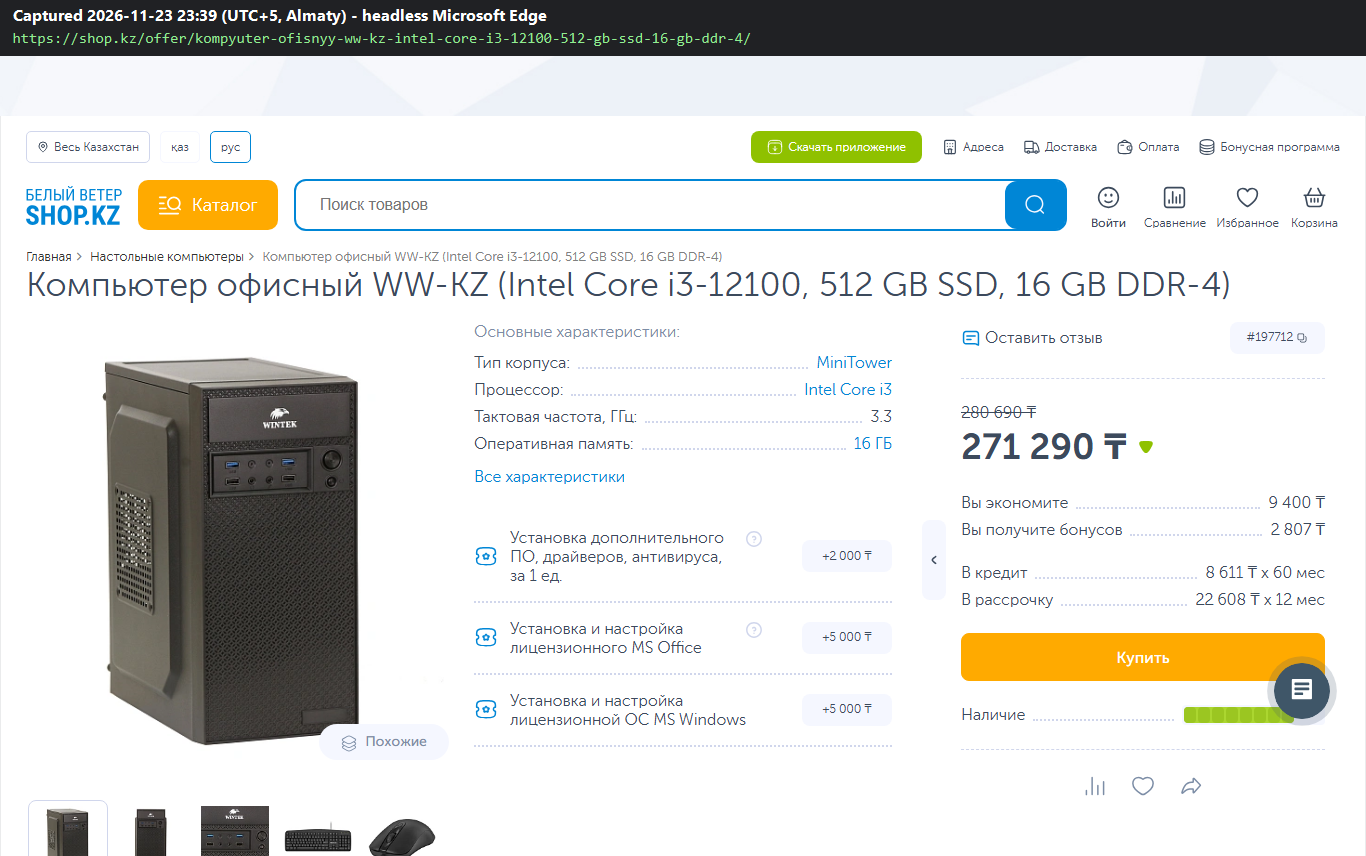 Captured 2026-11-23 23:39 (UTC+5, Almaty) - headless Microsoft Edge
https://shop.kz/offer/kompyuter-ofisnyy-ww-kz-intel-core-i3-12100-512-gb-ssd-16-gb-ddr-4/
Весь Казахстан
қаз
рус
Скачать приложение
Адреса
Доставка
Оплата
Бонусная программа
БЕЛЫЙ ВЕТЕР
SHOP.KZ
Каталог
Поиск товаров
Войти
Сравнение
Избранное
Корзина
Главная > Настольные компьютеры > Компьютер офисный WW-KZ (Intel Core i3-12100, 512 GB SSD, 16 GB DDR-4)
Компьютер офисный WW-KZ (Intel Core i3-12100, 512 GB SSD, 16 GB DDR-4)
WINTEK
Похожие
Основные характеристики:
Тип корпуса: MiniTower
Процессор: Intel Core i3
Тактовая частота, ГГц: 3.3
Оперативная память: 16 ГБ
Все характеристики
Установка дополнительного
ПО, драйверов, антивируса,
за 1 ед.
?
+2 000 ₸
Установка и настройка
лицензионного MS Office
?
+5 000 ₸
Установка и настройка
лицензионной ОС MS Windows
+5 000 ₸
Оставить отзыв
#197712
280 690 ₸
271 290 ₸
Вы экономите 9 400 ₸
Вы получите бонусов 2 807 ₸
В кредит 8 611 ₸ x 60 мес
В рассрочку 22 608 ₸ x 12 мес
Купить
Наличие
WINTEK